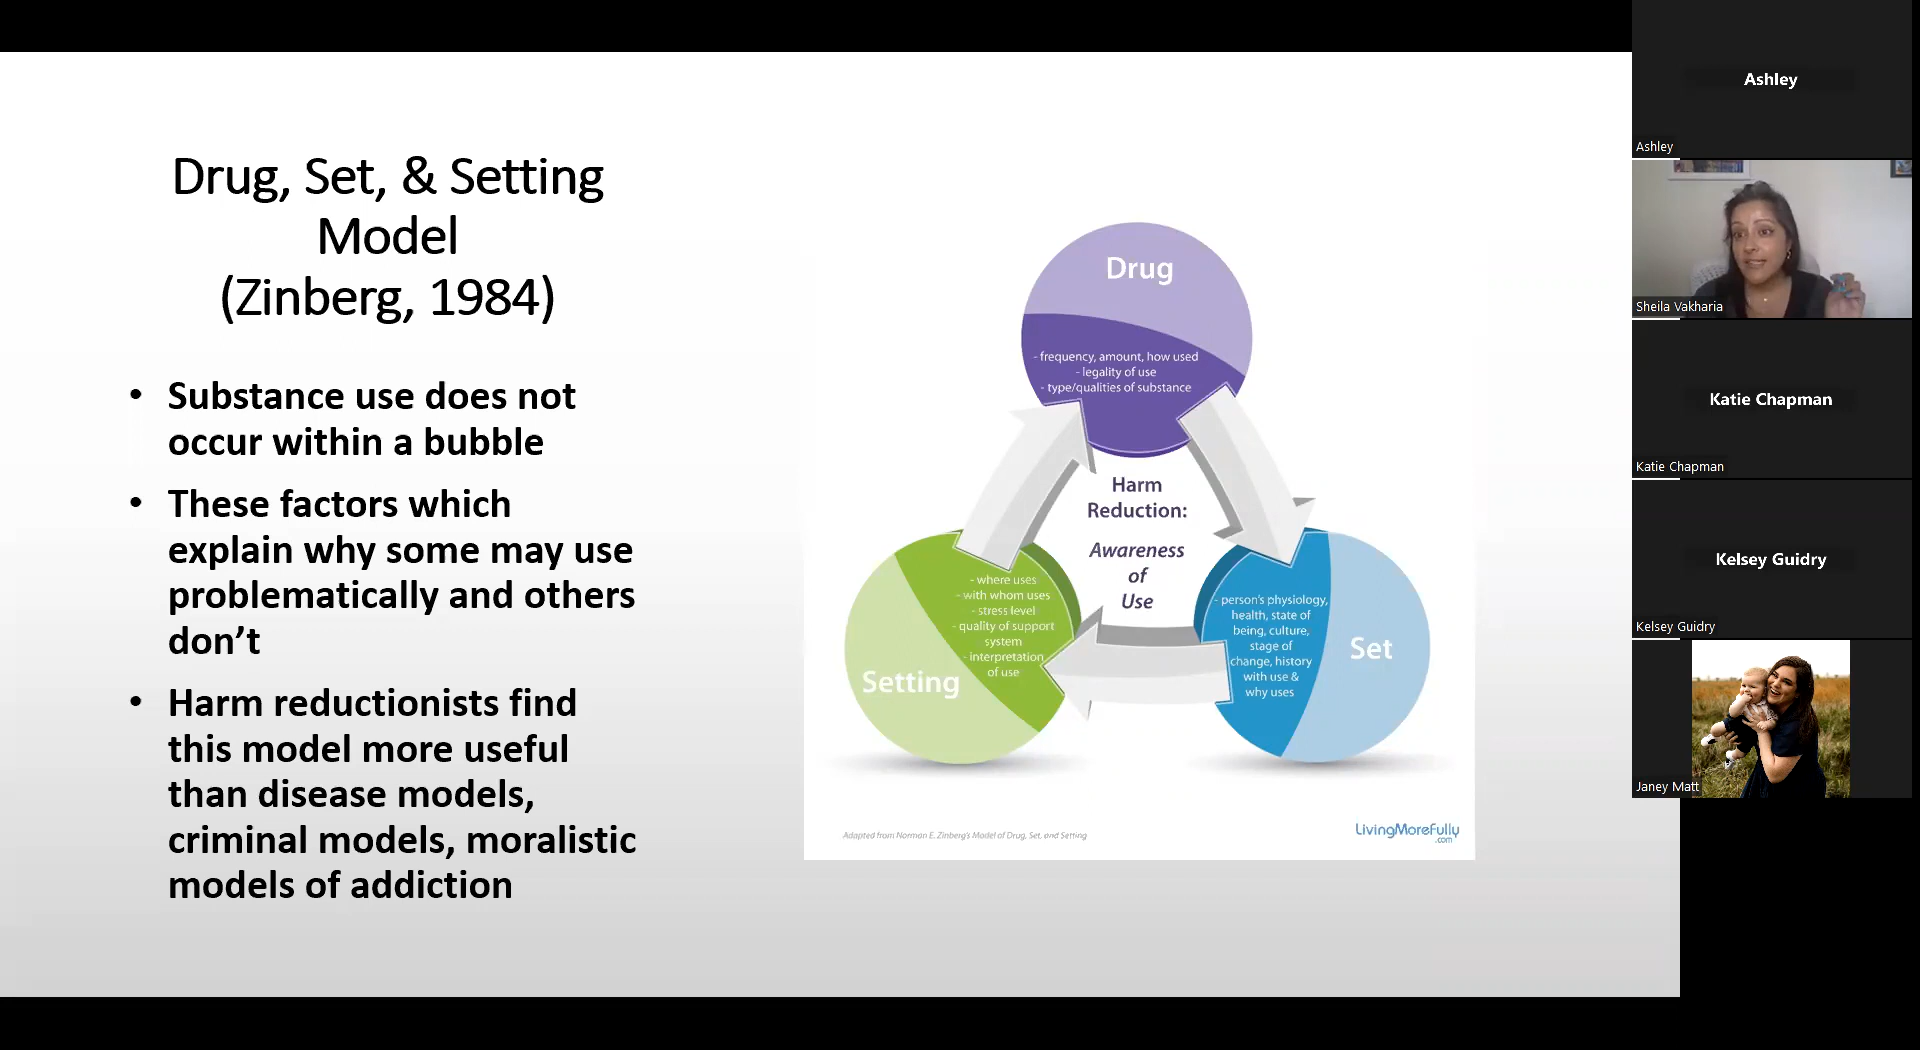 Drug, Set, & Setting
Model
(Zinberg, 1984)
• Substance use does not
occur within a bubble
• These factors which
explain why some may use
problematically and others
don’t
• Harm reductionists find
this model more useful
than disease models,
criminal models, moralistic
models of addiction
Drug
- frequency, amount, how used
- legality of use
- type/qualities of substance
Harm
Reduction:
Awareness
of
Use
Setting
- where uses
- with whom uses
- stress level
- quality of support
system
- interpretation
of use
- person's physiology,
health, state of
being, culture,
stage of
change, history
with use &
why uses
Set
Adapted from Norman E. Zinberg's Model of Drug, Set, and Setting
LivingMoreFully
.com
Ashley
Ashley
Sheila Vakharia
Katie Chapman
Katie Chapman
Kelsey Guidry
Kelsey Guidry
Janey Matt